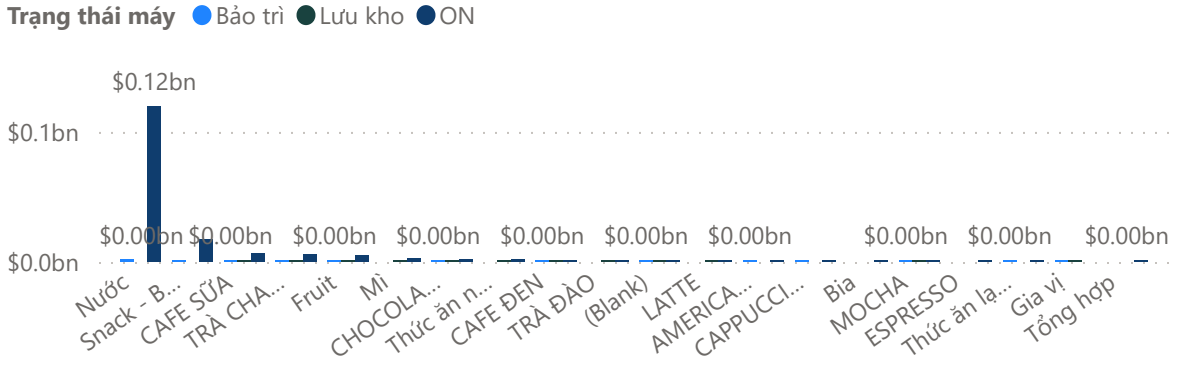 Trạng thái máy Bảo trì Lưu kho ON
$0.12bn
$0.1bn
$0.00bn $0.00bn $0.00bn $0.00bn $0.00bn $0.00bn $0.00bn $0.00bn $0.00bn $0.00bn
$0.0bn
Nước
Snack - B...
CAFE SỮA
TRÀ CHA...
Fruit
Mì
CHOCOLA...
Thức ăn n...
CAFE ĐEN
TRÀ ĐÀO
(Blank)
LATTE
AMERICA...
CAPPUCCI...
Bia
MOCHA
ESPRESSO
Thức ăn lạ...
Gia vị
Tổng hợp